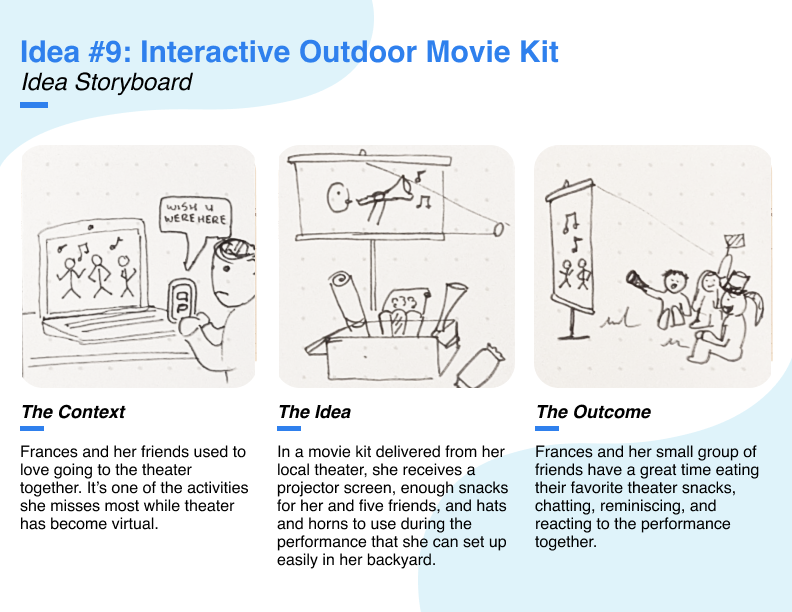 Idea #9: Interactive Outdoor Movie Kit
Idea Storyboard
WISH U
WERE HERE
The Context
Frances and her friends used to
love going to the theater
together. It’s one of the activities
she misses most while theater
has become virtual.
The Idea
In a movie kit delivered from her
local theater, she receives a
projector screen, enough snacks
for her and five friends, and hats
and horns to use during the
performance that she can set up
easily in her backyard.
The Outcome
Frances and her small group of
friends have a great time eating
their favorite theater snacks,
chatting, reminiscing, and
reacting to the performance
together.